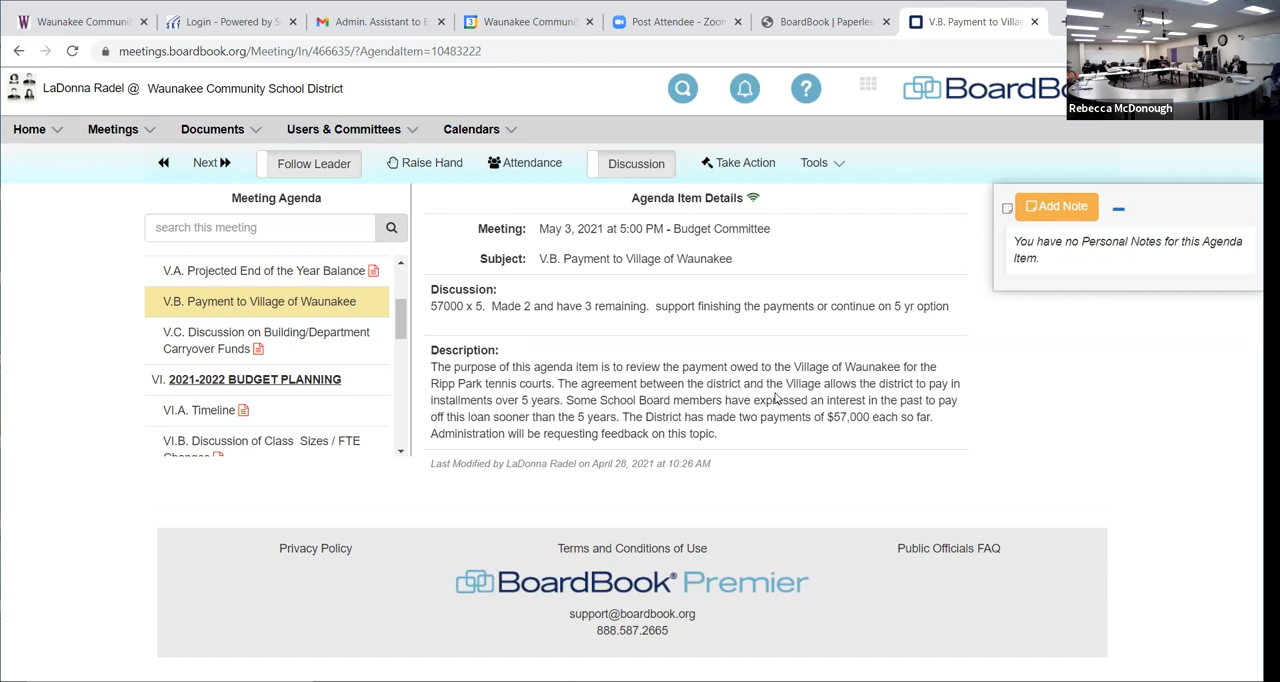 Waunakee Communi
Login - Powered by S
Admin. Assistant to E
Waunakee Communi
Post Attendee - Zoon
BoardBook | Paperles
V.B. Payment to Villag
meetings.boardbook.org/Meeting/In/466635/?AgendaItem=10483222
LaDonna Radel @ Waunakee Community School District
BoardB
Rebecca McDonough
Home
Meetings
Documents
Users & Committees
Calendars
Next
Follow Leader
Raise Hand
Attendance
Discussion
Take Action
Tools
Meeting Agenda
search this meeting
V.A. Projected End of the Year Balance
V.B. Payment to Village of Waunakee
V.C. Discussion on Building/Department
Carryover Funds
VI. 2021-2022 BUDGET PLANNING
VI.A. Timeline
VI.B. Discussion of Class Sizes / FTE
Changes
Agenda Item Details
Meeting: May 3, 2021 at 5:00 PM - Budget Committee
Subject: V.B. Payment to Village of Waunakee
Discussion:
57000 x 5. Made 2 and have 3 remaining. support finishing the payments or continue on 5 yr option
Description:
The purpose of this agenda item is to review the payment owed to the Village of Waunakee for the
Ripp Park tennis courts. The agreement between the district and the Village allows the district to pay in
installments over 5 years. Some School Board members have expressed an interest in the past to pay
off this loan sooner than the 5 years. The District has made two payments of $57,000 each so far.
Administration will be requesting feedback on this topic.
Last Modified by LaDonna Radel on April 28, 2021 at 10:26 AM
Add Note
You have no Personal Notes for this Agenda
Item.
Privacy Policy
Terms and Conditions of Use
Public Officials FAQ
BoardBook® Premier
support@boardbook.org
888.587.2665